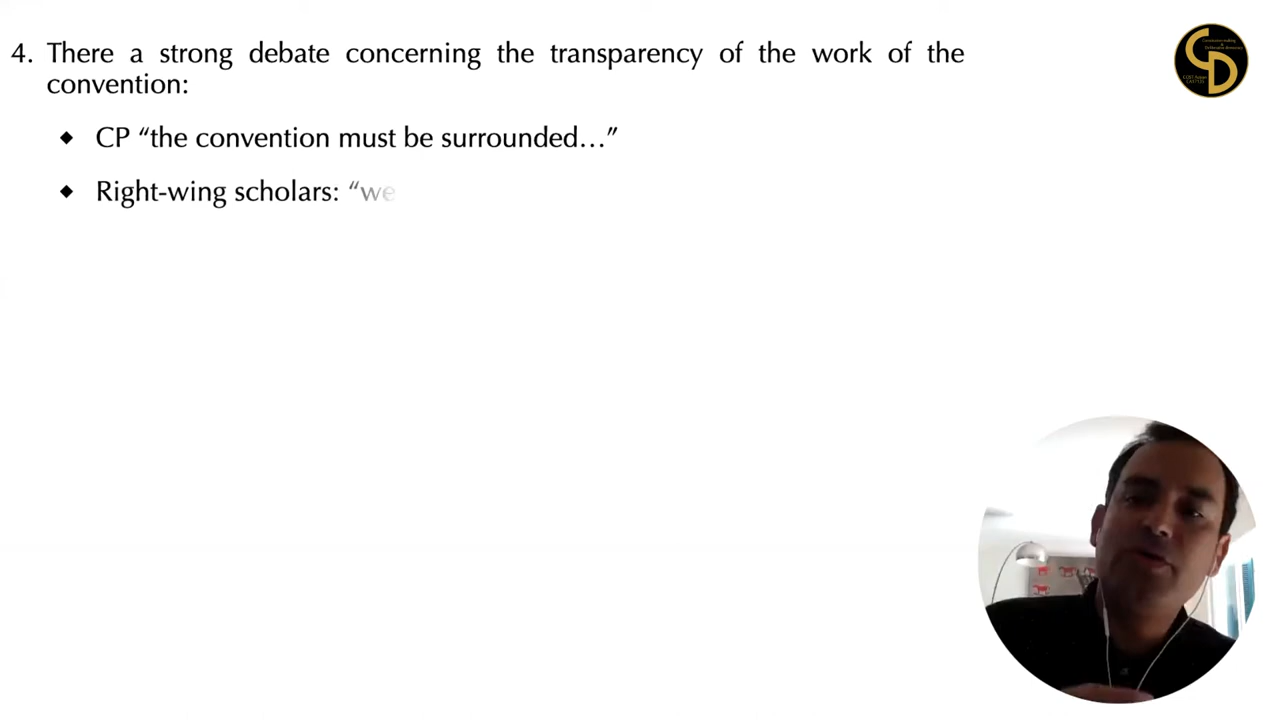 4. There a strong debate concerning the transparency of the work of the
convention:
◆ CP “the convention must be surrounded…”
◆ Right-wing scholars: “we
CD